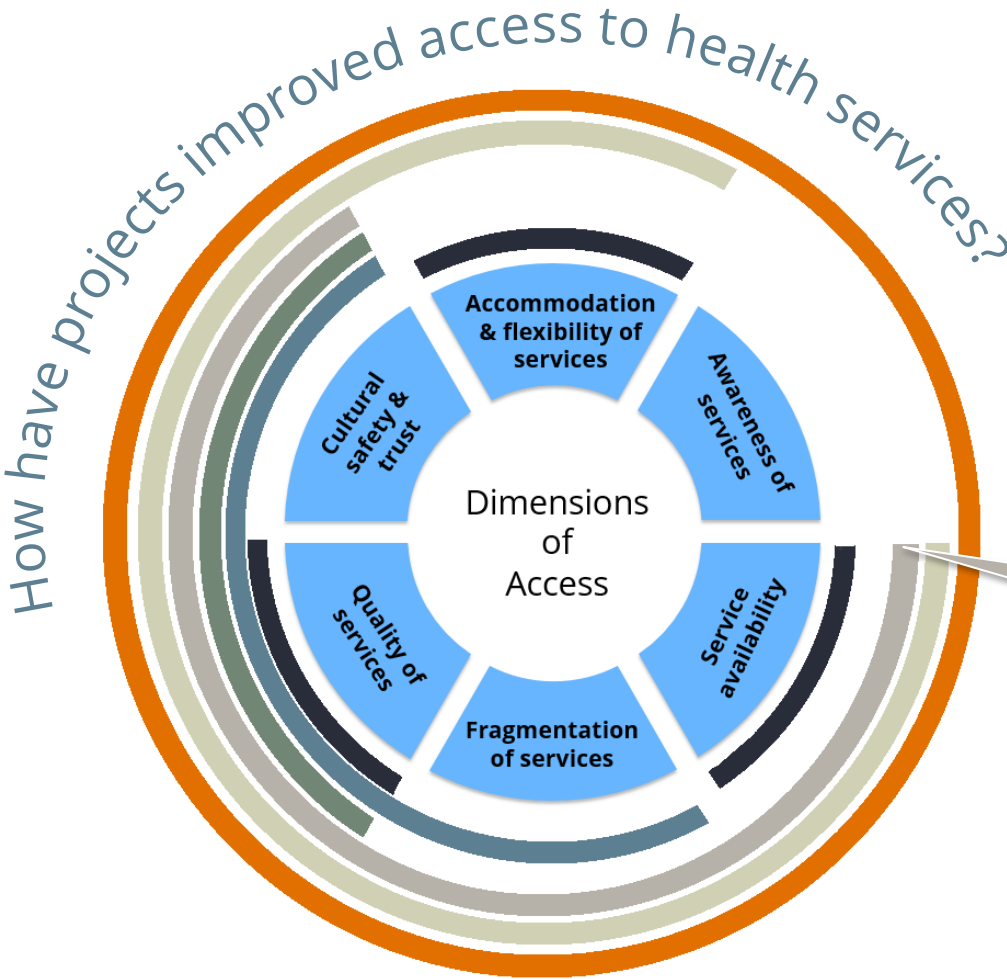 How have projects improved access to health services?
Accommodation
& flexibility of
services
Awareness of
services
Service
availability
Fragmentation
of services
Quality of
services
Cultural
safety &
trust
Dimensions
of
Access